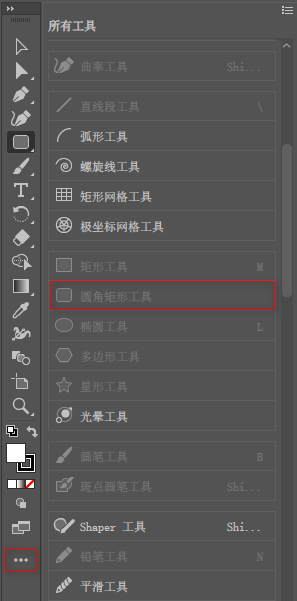 所有工具
曲率工具 Shi...
直线段工具 \
弧形工具
螺旋线工具
矩形网格工具
极坐标网格工具
矩形工具 M
圆角矩形工具
椭圆工具 L
多边形工具
星形工具
光晕工具
画笔工具 B
斑点画笔工具 Shi...
Shaper 工具 Shi...
铅笔工具 N
平滑工具